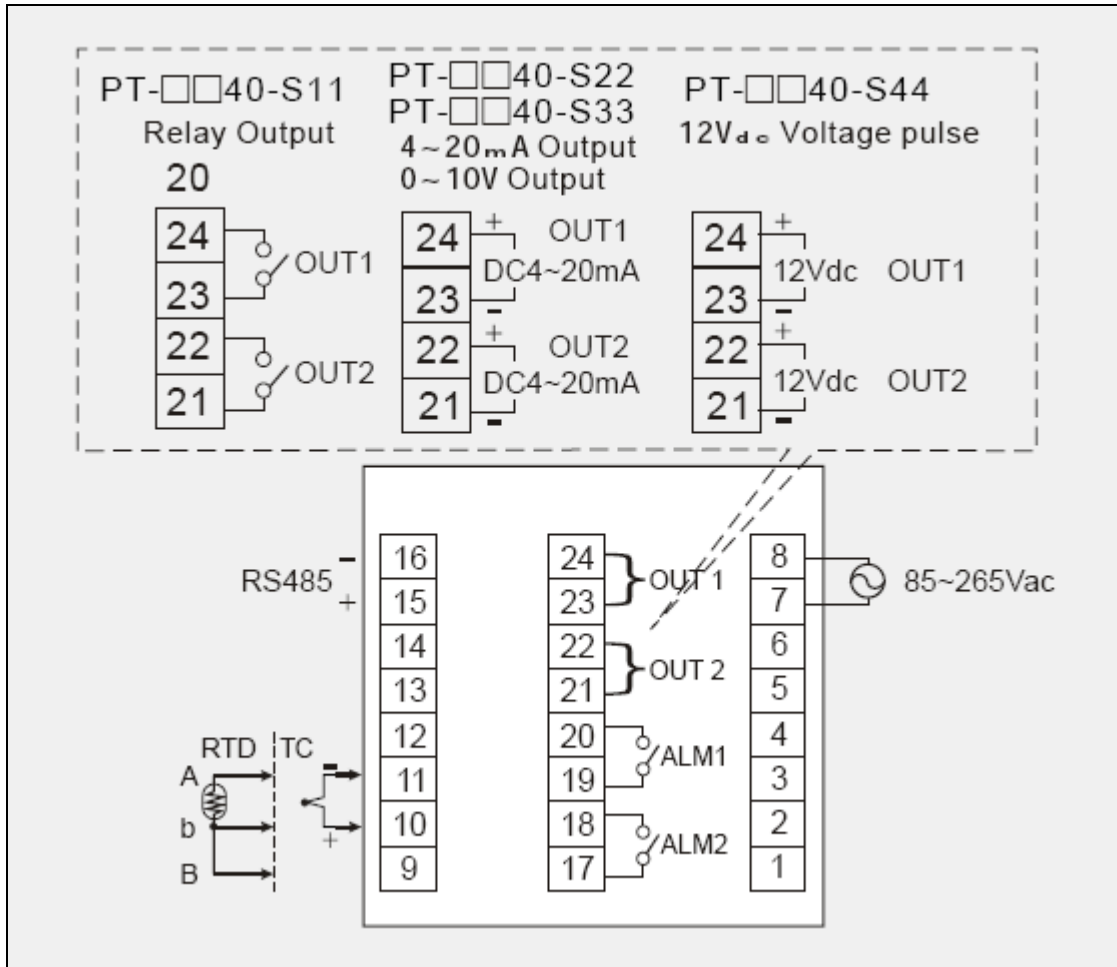 PT-□□40-S11
Relay Output
20
24
23
22
21
OUT1
OUT2
PT-□□40-S22
PT-□□40-S33
4~20mA Output
0~10V Output
24
23
22
21
+
OUT1
DC4~20mA
-
+
OUT2
DC4~20mA
-
PT-□□40-S44
12Vdc Voltage pulse
24
23
22
21
+
12Vdc OUT1
-
+
12Vdc OUT2
-
RS485
-
+
16
15
14
13
12
11
10
9
RTD TC
A
b
B
-
+
24
23
22
21
20
19
18
17
OUT 1
OUT 2
ALM1
ALM2
8
7
6
5
4
3
2
1
85~265Vac